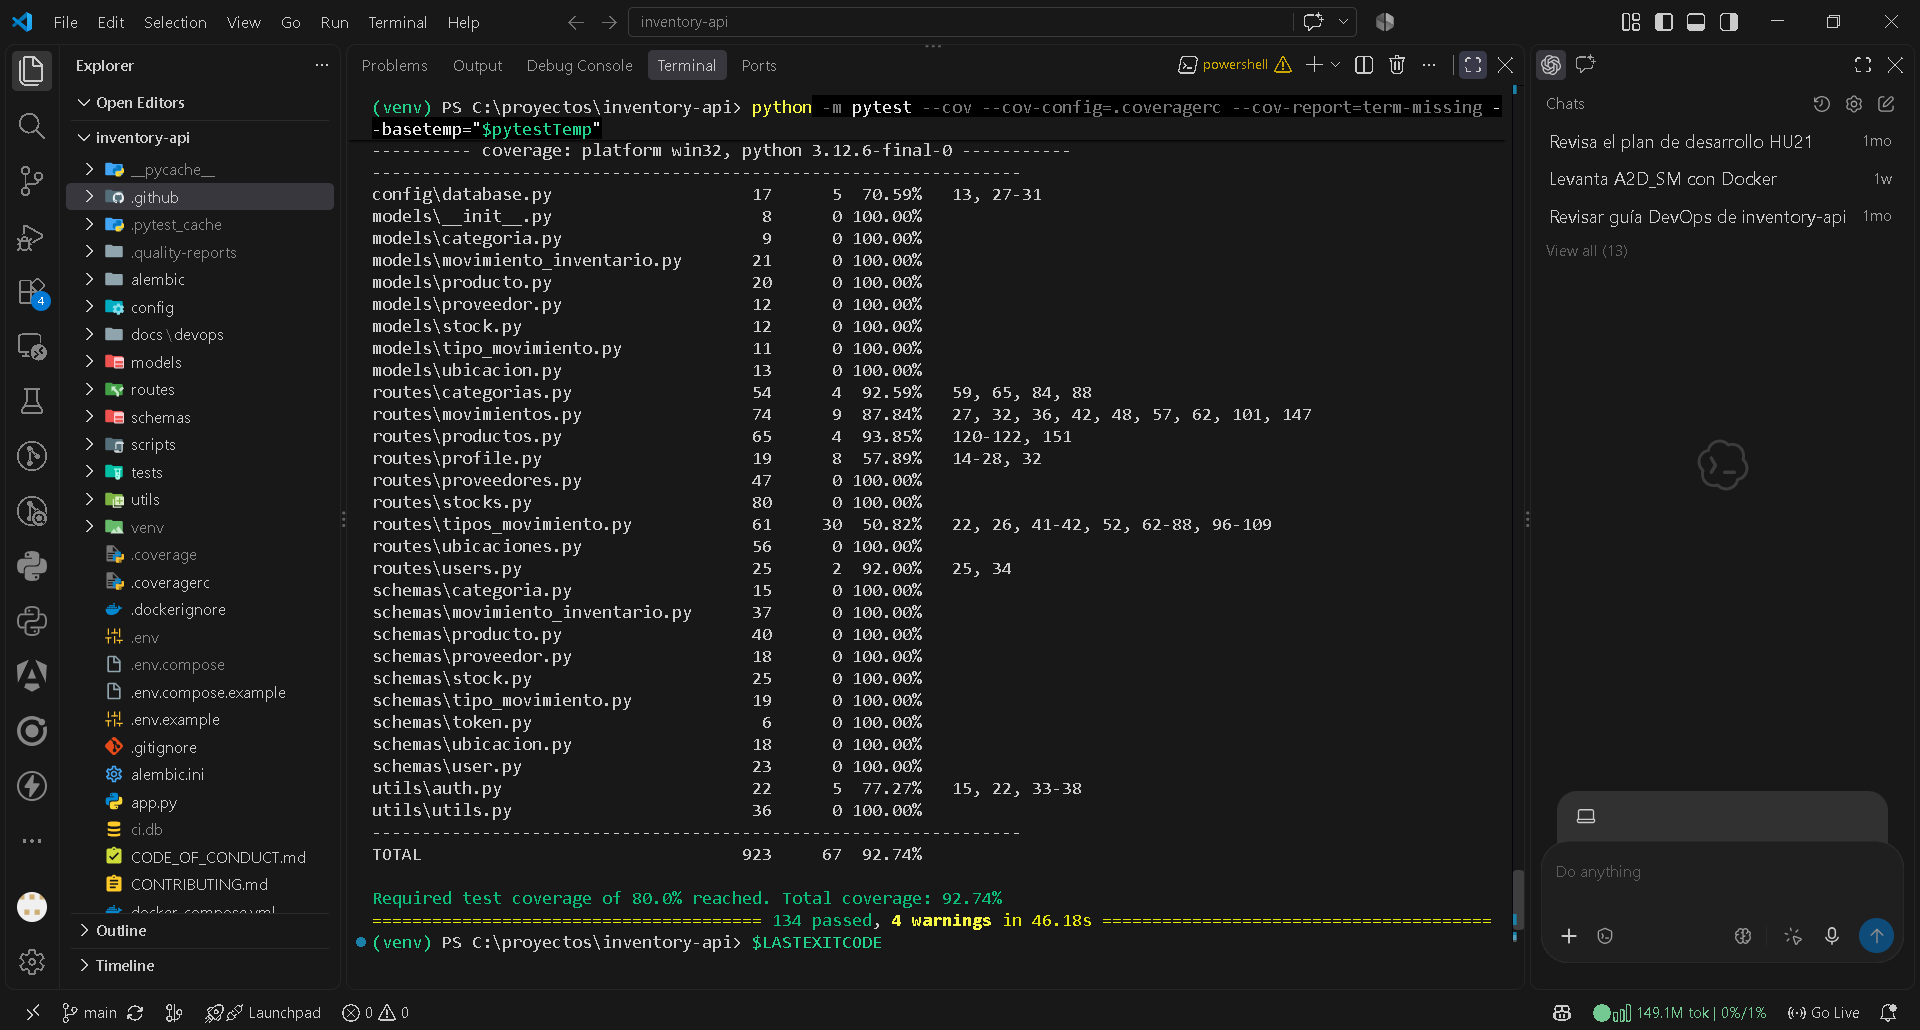 File Edit Selection View Go Run Terminal Help
inventory-api
Explorer
Open Editors
inventory-api
__pycache__
.github
.pytest_cache
.quality-reports
alembic
config
docs\devops
models
routes
schemas
scripts
tests
utils
venv
.coverage
.coveragerc
.dockerignore
.env
.env.compose
.env.compose.example
.env.example
.gitignore
alembic.ini
app.py
ci.db
CODE_OF_CONDUCT.md
CONTRIBUTING.md
docker-compose.yml
Outline
Timeline
4
Problems Output Debug Console Terminal Ports
powershell
(venv) PS C:\proyectos\inventory-api> python -m pytest --cov --cov-config=.coveragerc --cov-report=term-missing -
-basetemp="$pytestTemp"
---------- coverage: platform win32, python 3.12.6-final-0 -----------
-----------------------------------------------------------------
config\database.py 17 5 70.59% 13, 27-31
models\__init__.py 8 0 100.00%
models\categoria.py 9 0 100.00%
models\movimiento_inventario.py 21 0 100.00%
models\producto.py 20 0 100.00%
models\proveedor.py 12 0 100.00%
models\stock.py 12 0 100.00%
models\tipo_movimiento.py 11 0 100.00%
models\ubicacion.py 13 0 100.00%
routes\categorias.py 54 4 92.59% 59, 65, 84, 88
routes\movimientos.py 74 9 87.84% 27, 32, 36, 42, 48, 57, 62, 101, 147
routes\productos.py 65 4 93.85% 120-122, 151
routes\profile.py 19 8 57.89% 14-28, 32
routes\proveedores.py 47 0 100.00%
routes\stocks.py 80 0 100.00%
routes\tipos_movimiento.py 61 30 50.82% 22, 26, 41-42, 52, 62-88, 96-109
routes\ubicaciones.py 56 0 100.00%
routes\users.py 25 2 92.00% 25, 34
schemas\categoria.py 15 0 100.00%
schemas\movimiento_inventario.py 37 0 100.00%
schemas\producto.py 40 0 100.00%
schemas\proveedor.py 18 0 100.00%
schemas\stock.py 25 0 100.00%
schemas\tipo_movimiento.py 19 0 100.00%
schemas\token.py 6 0 100.00%
schemas\ubicacion.py 18 0 100.00%
schemas\user.py 23 0 100.00%
utils\auth.py 22 5 77.27% 15, 22, 33-38
utils\utils.py 36 0 100.00%
-----------------------------------------------------------------
TOTAL 923 67 92.74%
Required test coverage of 80.0% reached. Total coverage: 92.74%
======================================= 134 passed, 4 warnings in 46.18s =======================================
(venv) PS C:\proyectos\inventory-api> $LASTEXITCODE
Chats
Revisa el plan de desarrollo HU21 1mo
Levanta A2D_SM con Docker 1w
Revisar guía DevOps de inventory-api 1mo
View all (13)
Do anything
main Launchpad 0 0 149.1M tok | 0%/1% Go Live